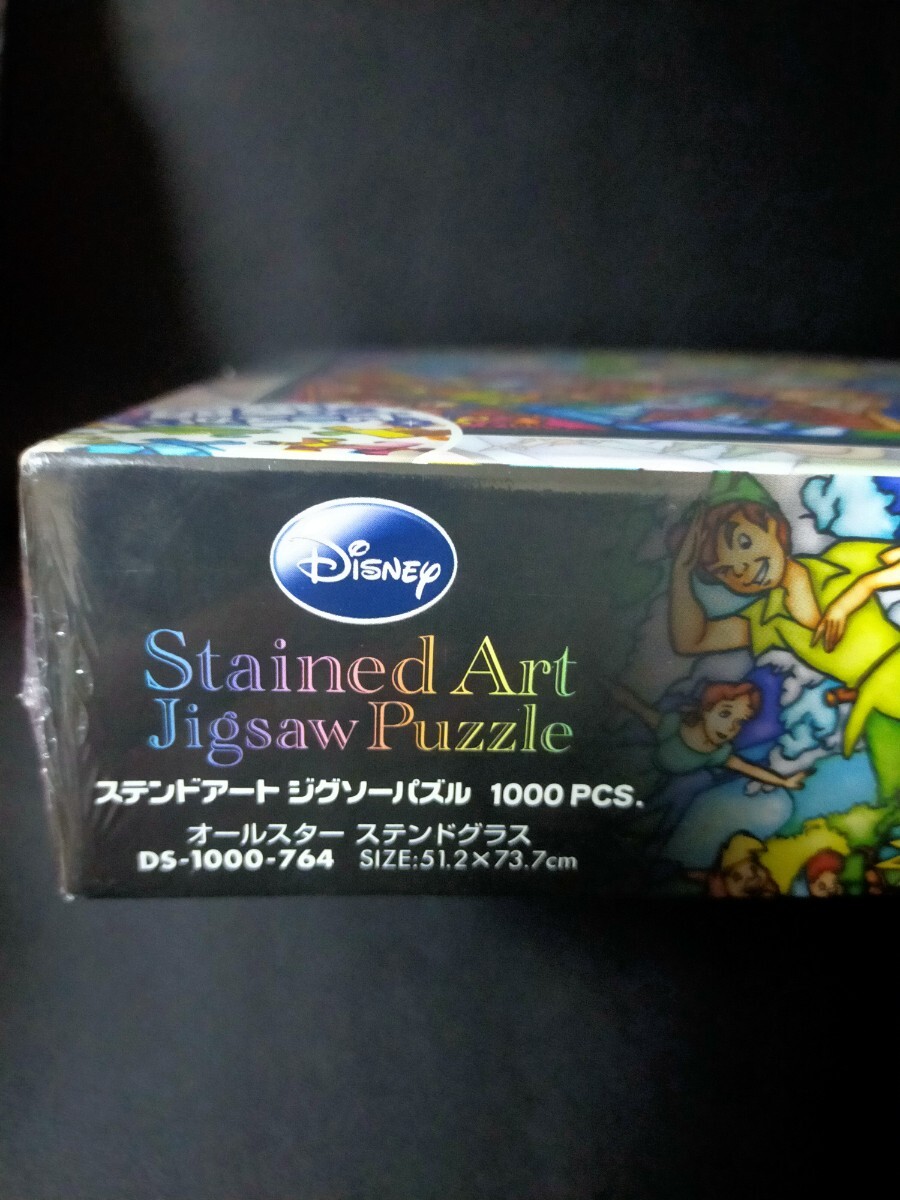 Disney
Stained Art
Jigsaw Puzzle
ステンドアート ジグソーパズル 1000 PCS.
オールスター ステンドグラス
DS-1000-764 SIZE:51.2×73.7cm